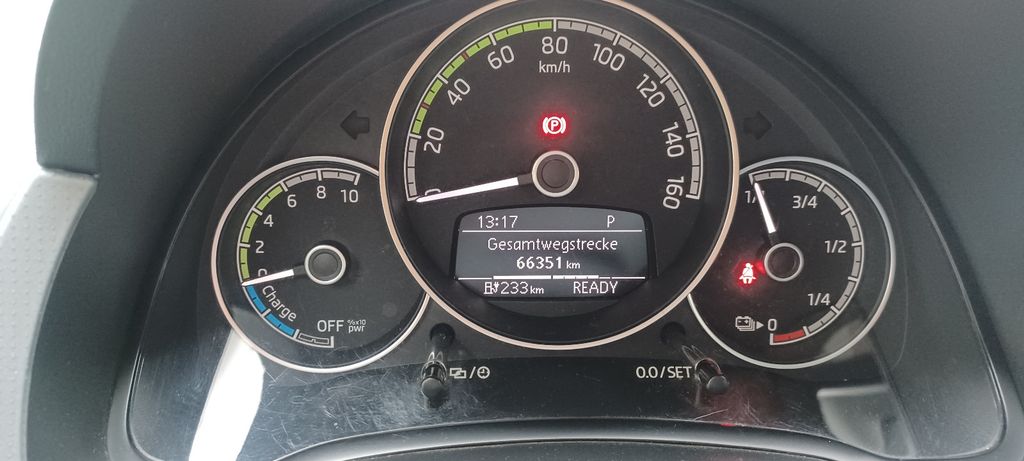 20 40 60 80 100 120 140 160
km/h
0 2 4 6 8 10
Charge
OFF %x10
pwr
13:17 P
Gesamtwegstrecke
66351 km
233 km READY
3/4
1/2
1/4
0
0.0/SET